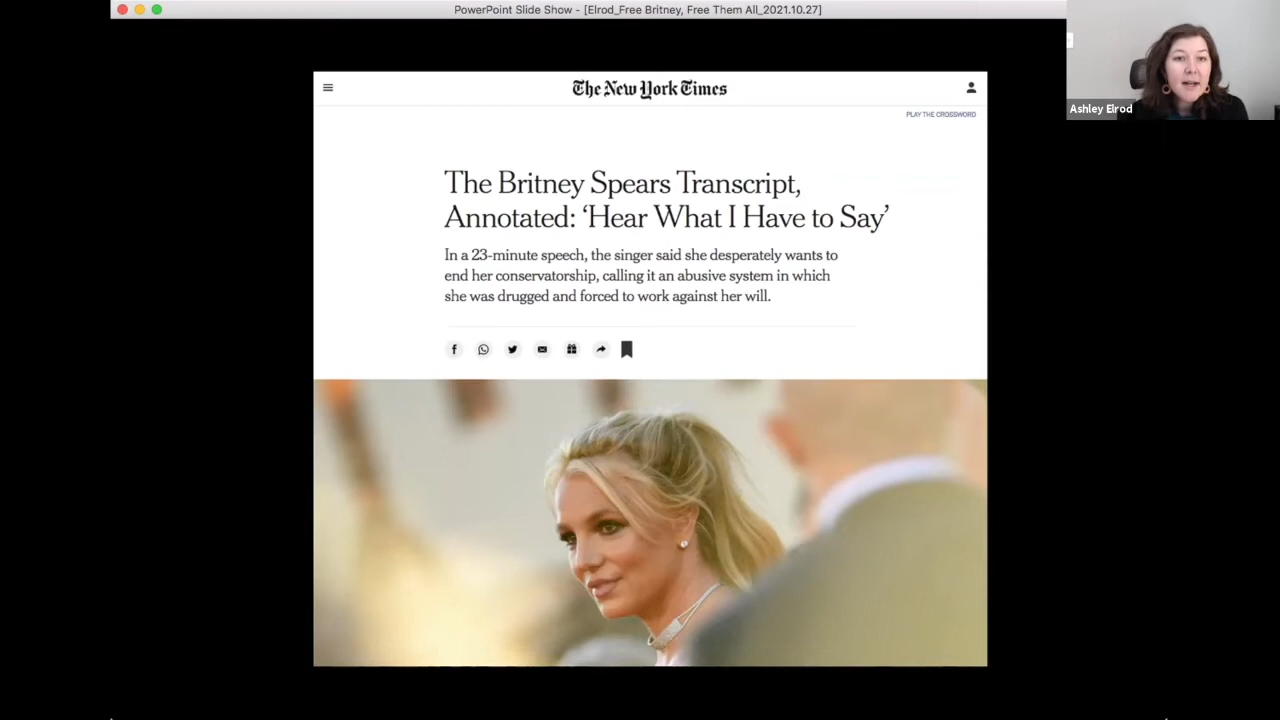 PowerPoint Slide Show - [Elrod_Free Britney, Free Them All_2021.10.27]
Ashley Elrod
The New York Times
PLAY THE CROSSWORD
The Britney Spears Transcript,
Annotated: ‘Hear What I Have to Say’
In a 23-minute speech, the singer said she desperately wants to
end her conservatorship, calling it an abusive system in which
she was drugged and forced to work against her will.